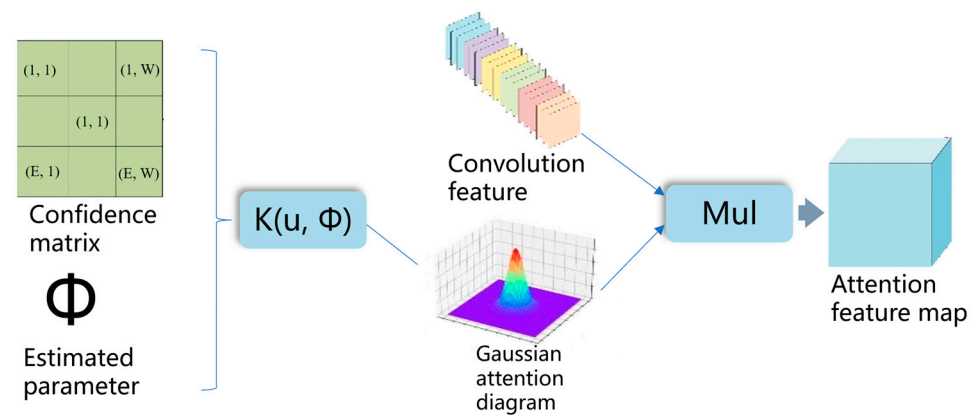 (1, 1) (1, W)
(1, 1)
(E, 1) (E, W)
Confidence
matrix
Φ
Estimated
parameter
K(u, Φ)
Convolution
feature
Gaussian
attention
diagram
Mul
Attention
feature map